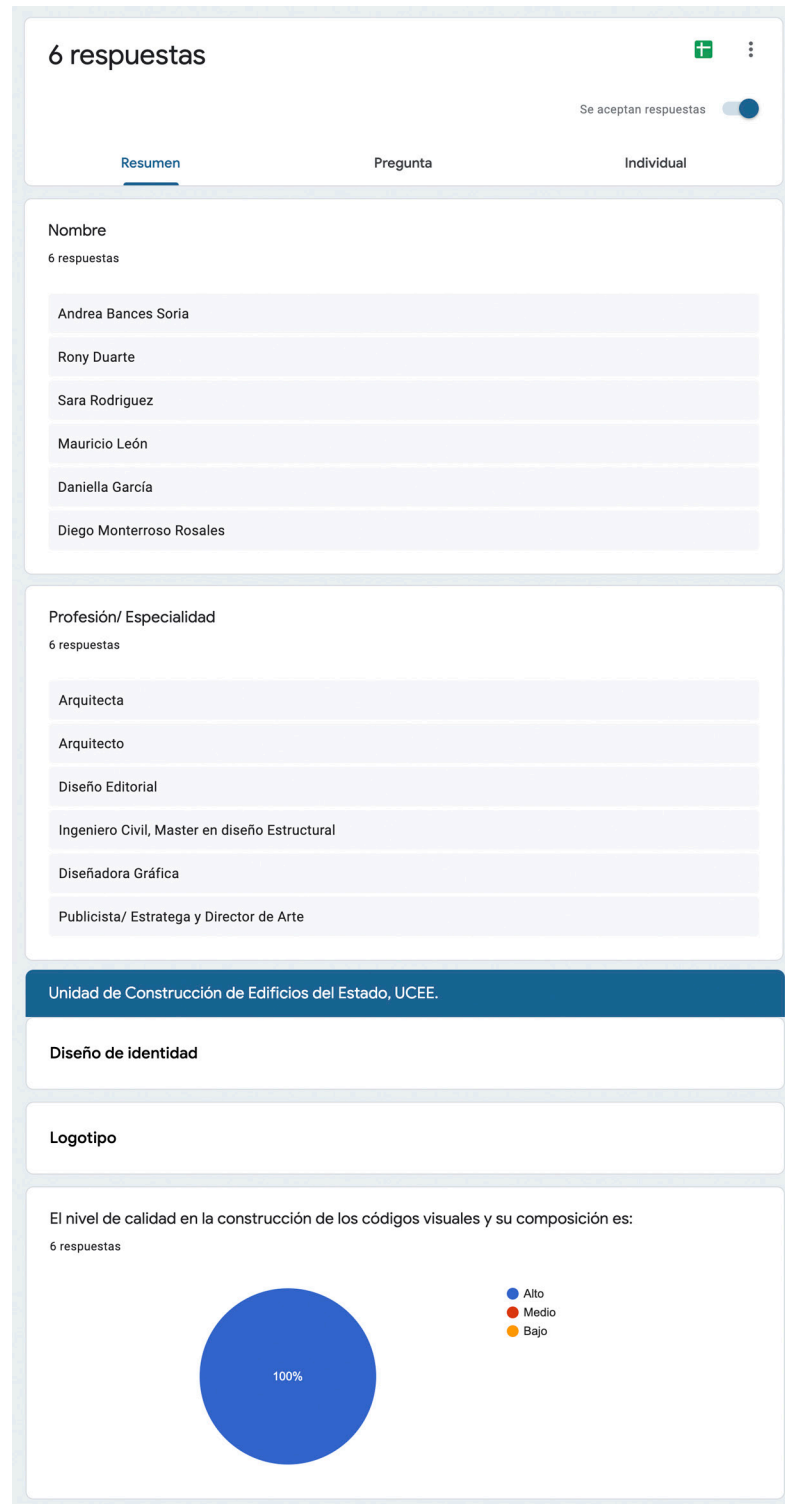 6 respuestas
Se aceptan respuestas
Resumen
Pregunta
Individual
Nombre
6 respuestas
Andrea Bances Soria
Rony Duarte
Sara Rodriguez
Mauricio León
Daniella García
Diego Monterroso Rosales
Profesión/ Especialidad
6 respuestas
Arquitecta
Arquitecto
Diseño Editorial
Ingeniero Civil, Master en diseño Estructural
Diseñadora Gráfica
Publicista/ Estratega y Director de Arte
Unidad de Construcción de Edificios del Estado, UCEE.
Diseño de identidad
Logotipo
El nivel de calidad en la construcción de los códigos visuales y su composición es:
6 respuestas
Alto
Medio
Bajo
100%